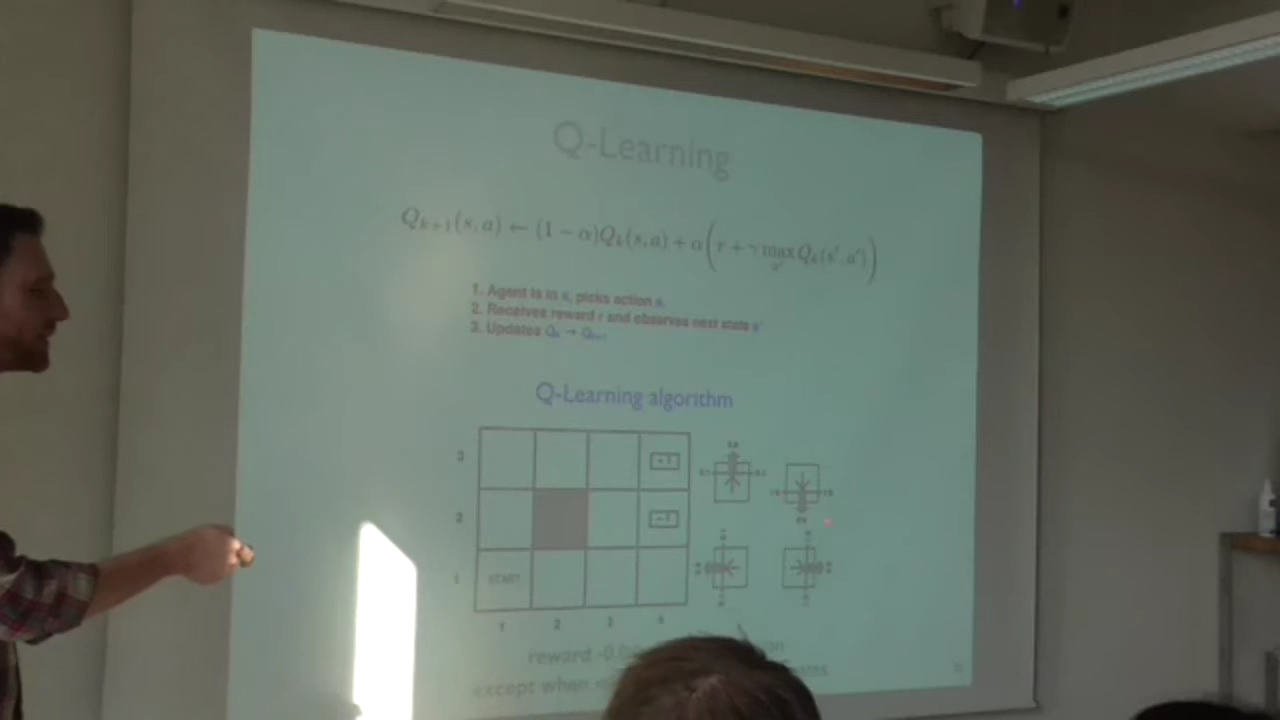 Q-Learning
Q_{k+1}(s, a) ← (1 − α)Q_k(s, a) + α(r + γ max_{a'} Q_k(s', a'))
1. Agent is in s, picks action a.
2. Receives reward r and observes next state s'
3. Updates Q_k → Q_{k+1}
Q-Learning algorithm
3
+1
2
-1
1
START
1 2 3 4
reward
except when